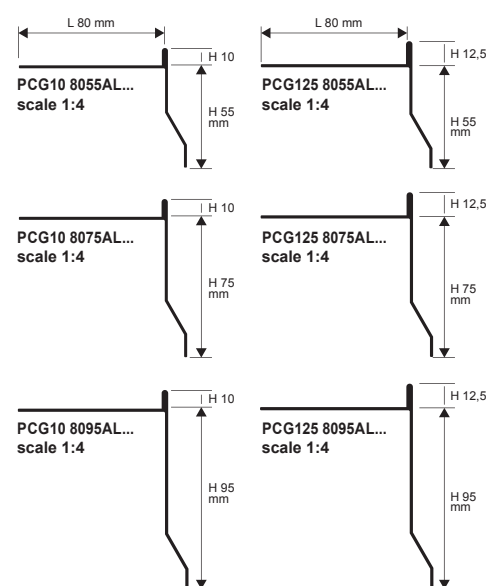 L 80 mm
H 10
PCG10 8055AL...
scale 1:4
H 55
mm
L 80 mm
H 12,5
PCG125 8055AL...
scale 1:4
H 55
mm
H 10
PCG10 8075AL...
scale 1:4
H 75
mm
H 12,5
PCG125 8075AL...
scale 1:4
H 75
mm
H 10
PCG10 8095AL...
scale 1:4
H 95
mm
H 12,5
PCG125 8095AL...
scale 1:4
H 95
mm